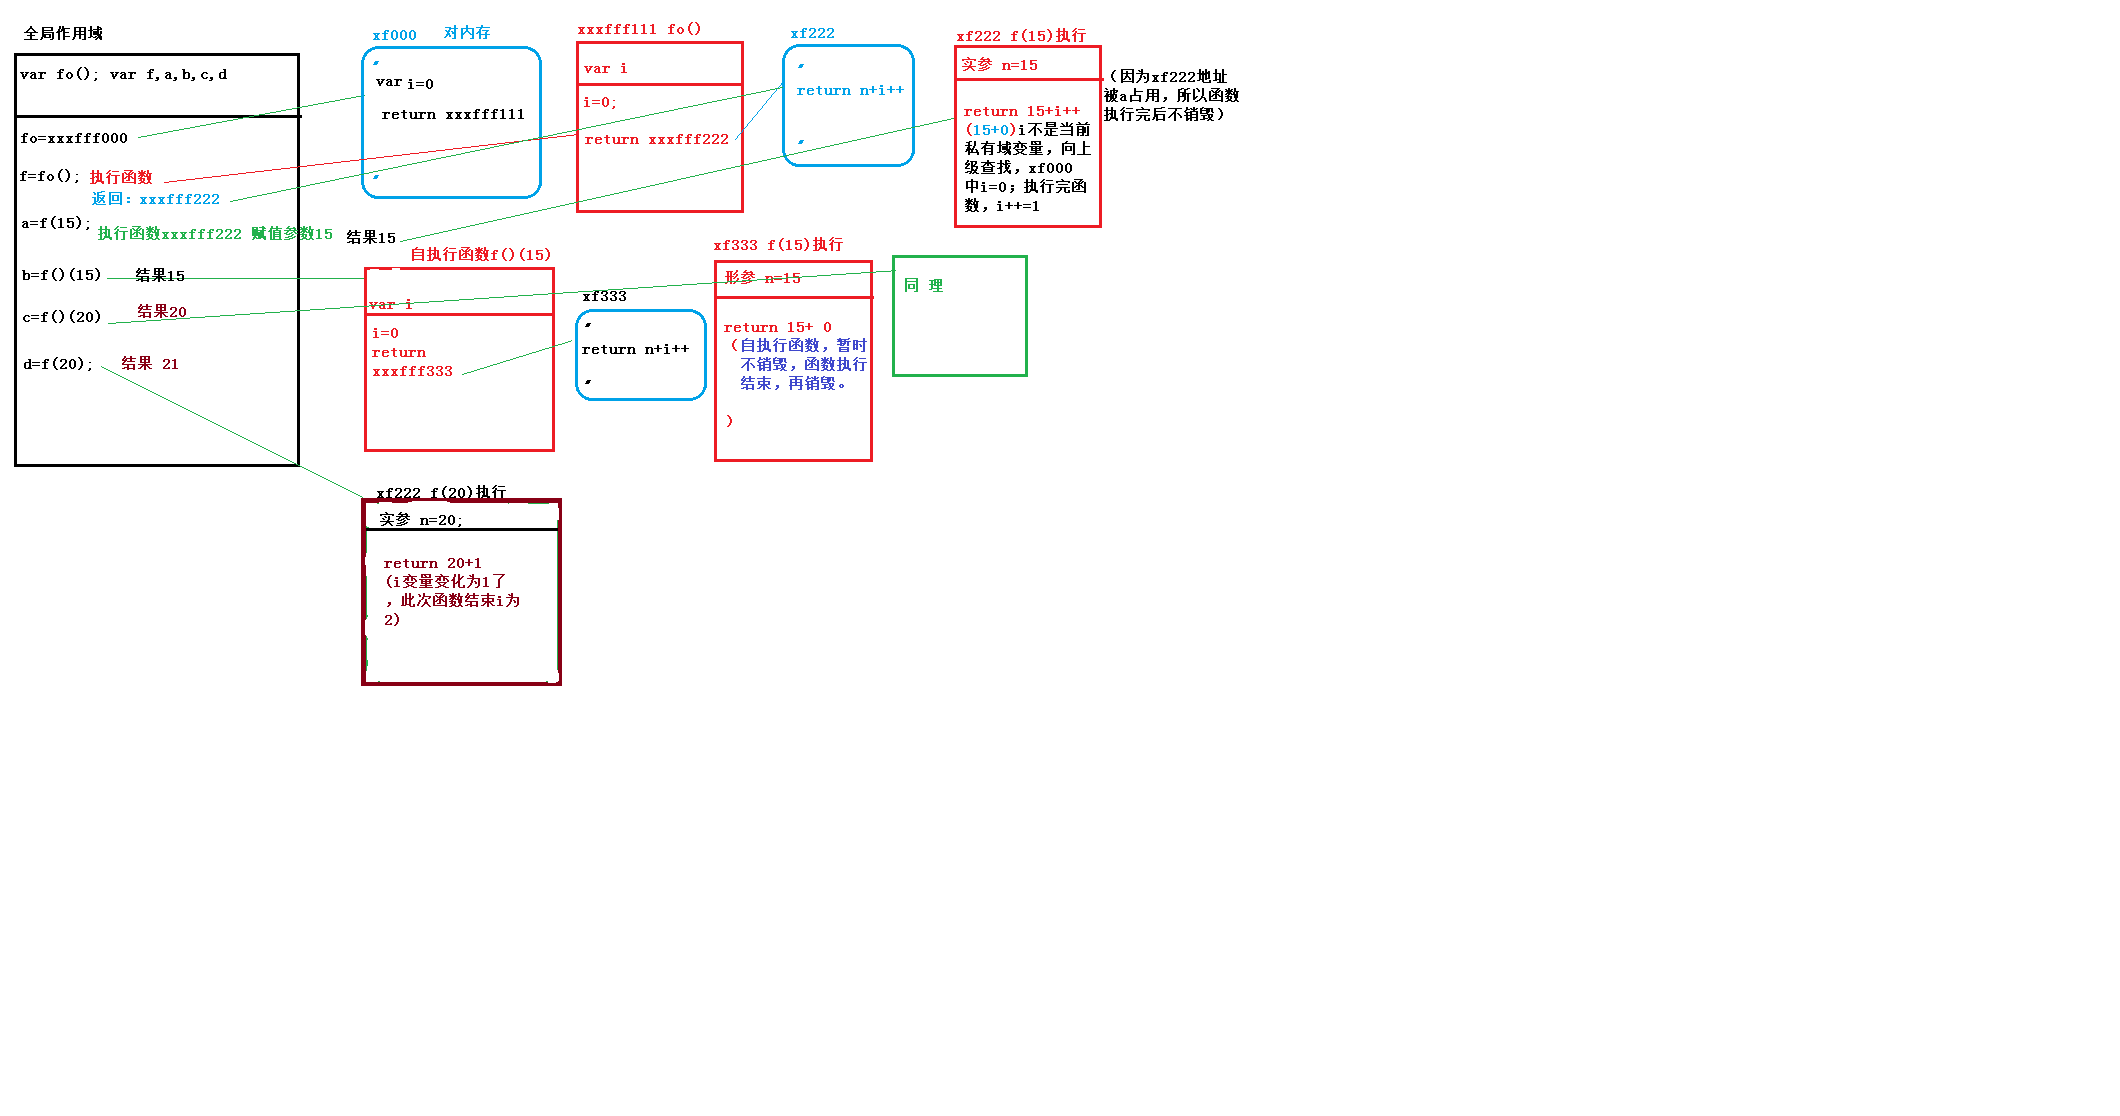 全局作用域
var fo(); var f,a,b,c,d
fo=xxxfff000
f=fo(); 执行函数
返回：xxxfff222
a=f(15);
执行函数xxxfff222 赋值参数15
结果15
b=f()(15) 结果15
c=f()(20) 结果20
d=f(20); 结果 21
xf000 对内存
var i=0
return xxxfff111
xxxfff111 fo()
var i
i=0;
return xxxfff222
xf222
return n+i++
xf222 f(15)执行
实参 n=15
return 15+i++
(15+0)i不是当前
私有域变量，向上
级查找，xf000
中i=0；执行完函
数，i++=1
（因为xf222地址
被a占用，所以函数
执行完后不销毁）
自执行函数f()(15)
var i
i=0
return
xxxfff333
xf333
return n+i++
xf333 f(15)执行
形参 n=15
return 15+ 0
（自执行函数，暂时
不销毁，函数执行
结束，再销毁。
）
同 理
xf222 f(20)执行
实参 n=20;
return 20+1
(i变量变化为1了
，此次函数结束i为
2)